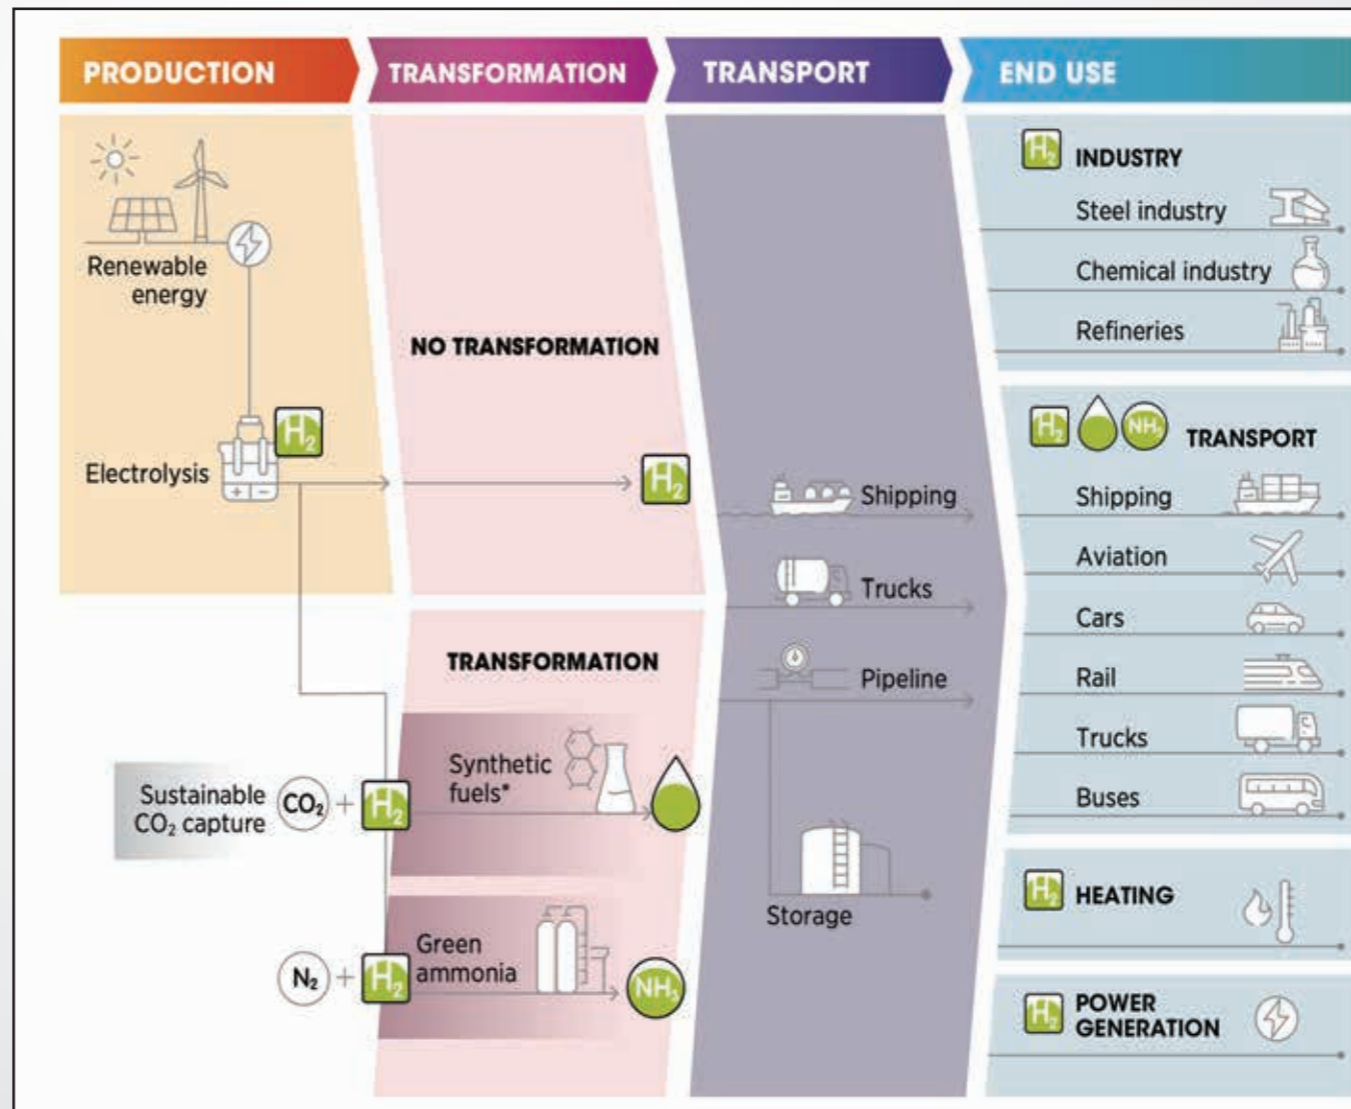 PRODUCTION
TRANSFORMATION
TRANSPORT
END USE
Renewable
energy
Electrolysis
H₂
NO TRANSFORMATION
H₂
TRANSFORMATION
Sustainable
CO₂ capture
CO₂ + H₂
Synthetic
fuels*
N₂ + H₂
Green
ammonia
NH₃
Shipping
Trucks
Pipeline
Storage
H₂ INDUSTRY
Steel industry
Chemical industry
Refineries
H₂ NH₃ TRANSPORT
Shipping
Aviation
Cars
Rail
Trucks
Buses
H₂ HEATING
H₂ POWER
GENERATION